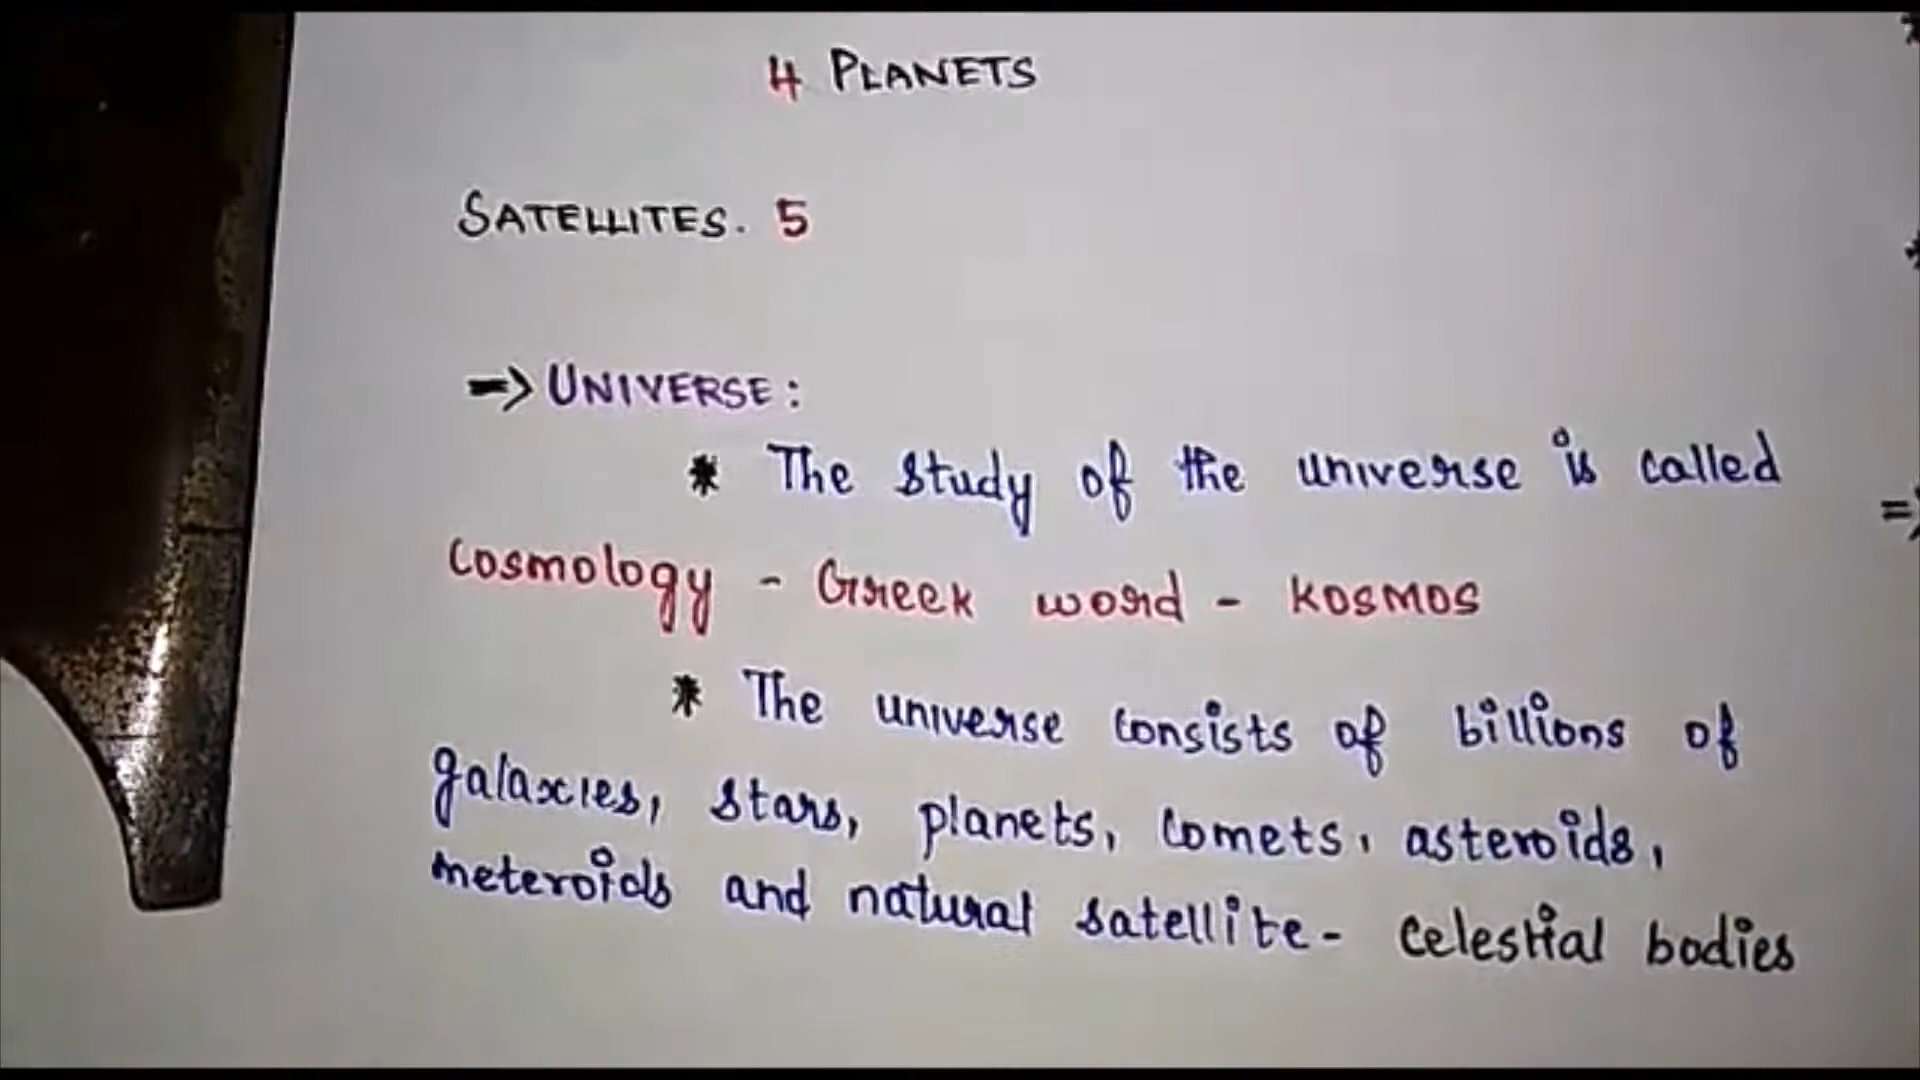 4 PLANETS
SATELLITES. 5
=> UNIVERSE:
* The study of the universe is called
cosmology - Greek word - KOSMOS
* The universe consists of billions of
galaxies, stars, planets, comets, asteroids,
meteroids and natural satellite - celestial bodies